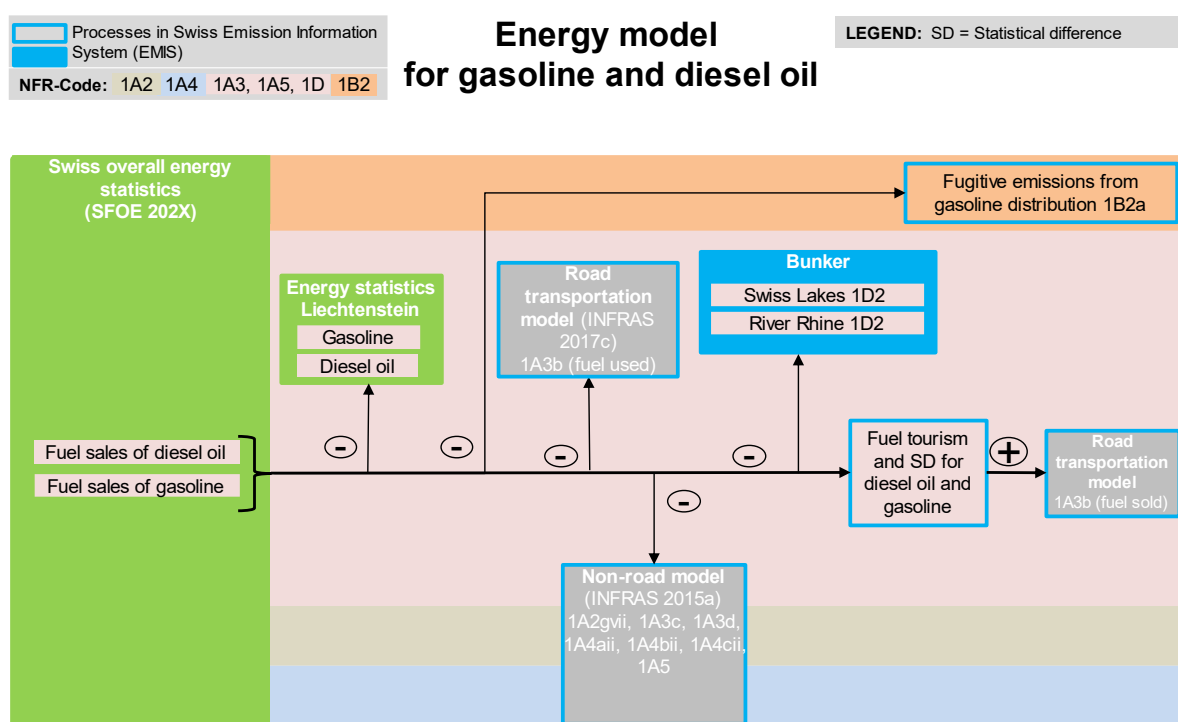 Processes in Swiss Emission Information
System (EMIS)
NFR-Code: 1A2 1A4 1A3, 1A5, 1D 1B2
Energy model
for gasoline and diesel oil
LEGEND: SD = Statistical difference
Swiss overall energy
statistics
(SFOE 202X)
Fugitive emissions from
gasoline distribution 1B2a
Energy statistics
Liechtenstein
Gasoline
Diesel oil
Road
transportation
model (INFRAS
2017c)
1A3b (fuel used)
Bunker
Swiss Lakes 1D2
River Rhine 1D2
Fuel sales of diesel oil
Fuel sales of gasoline
-
-
-
-
-
Fuel tourism
and SD for
diesel oil and
gasoline
+
Road
transportation
model
1A3b (fuel sold)
Non-road model
(INFRAS 2015a)
1A2gvii, 1A3c, 1A3d,
1A4aii, 1A4bii, 1A4cii,
1A5